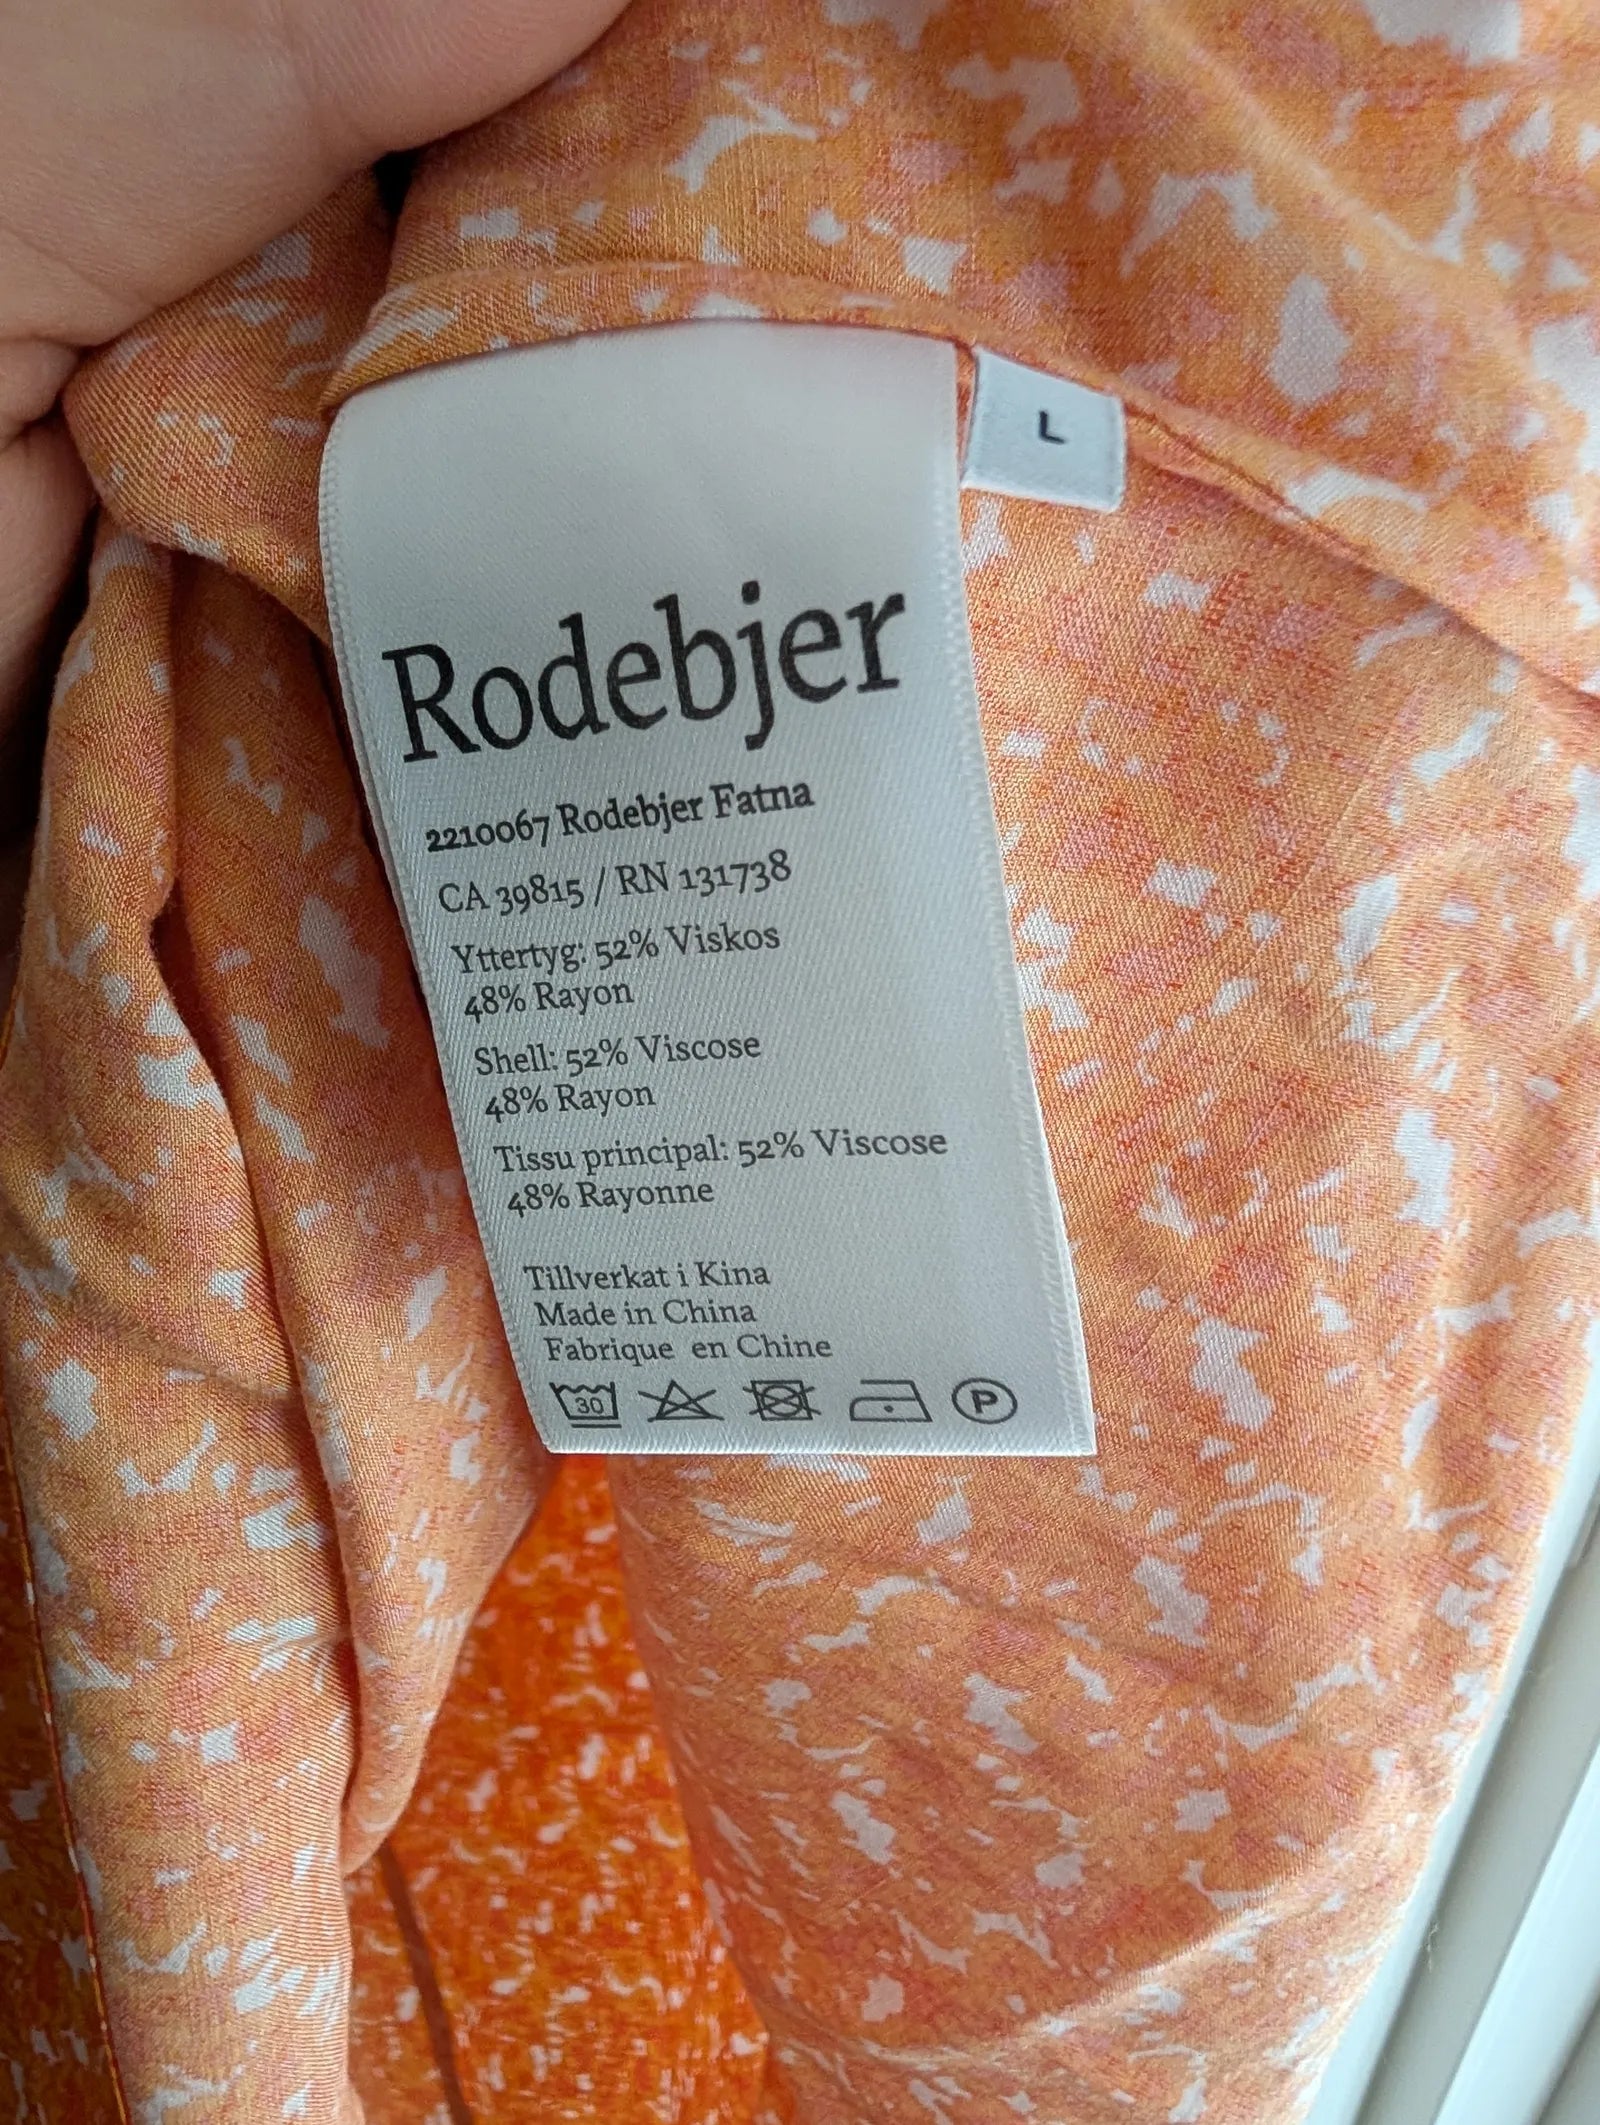 L
Rodebjer
2210067 Rodebjer Fatna
CA 39815 / RN 131738
Yttertyg: 52% Viskos
48% Rayon
Shell: 52% Viscose
48% Rayon
Tissu principal: 52% Viscose
48% Rayonne
Tillverkat i Kina
Made in China
Fabrique en Chine
30 P